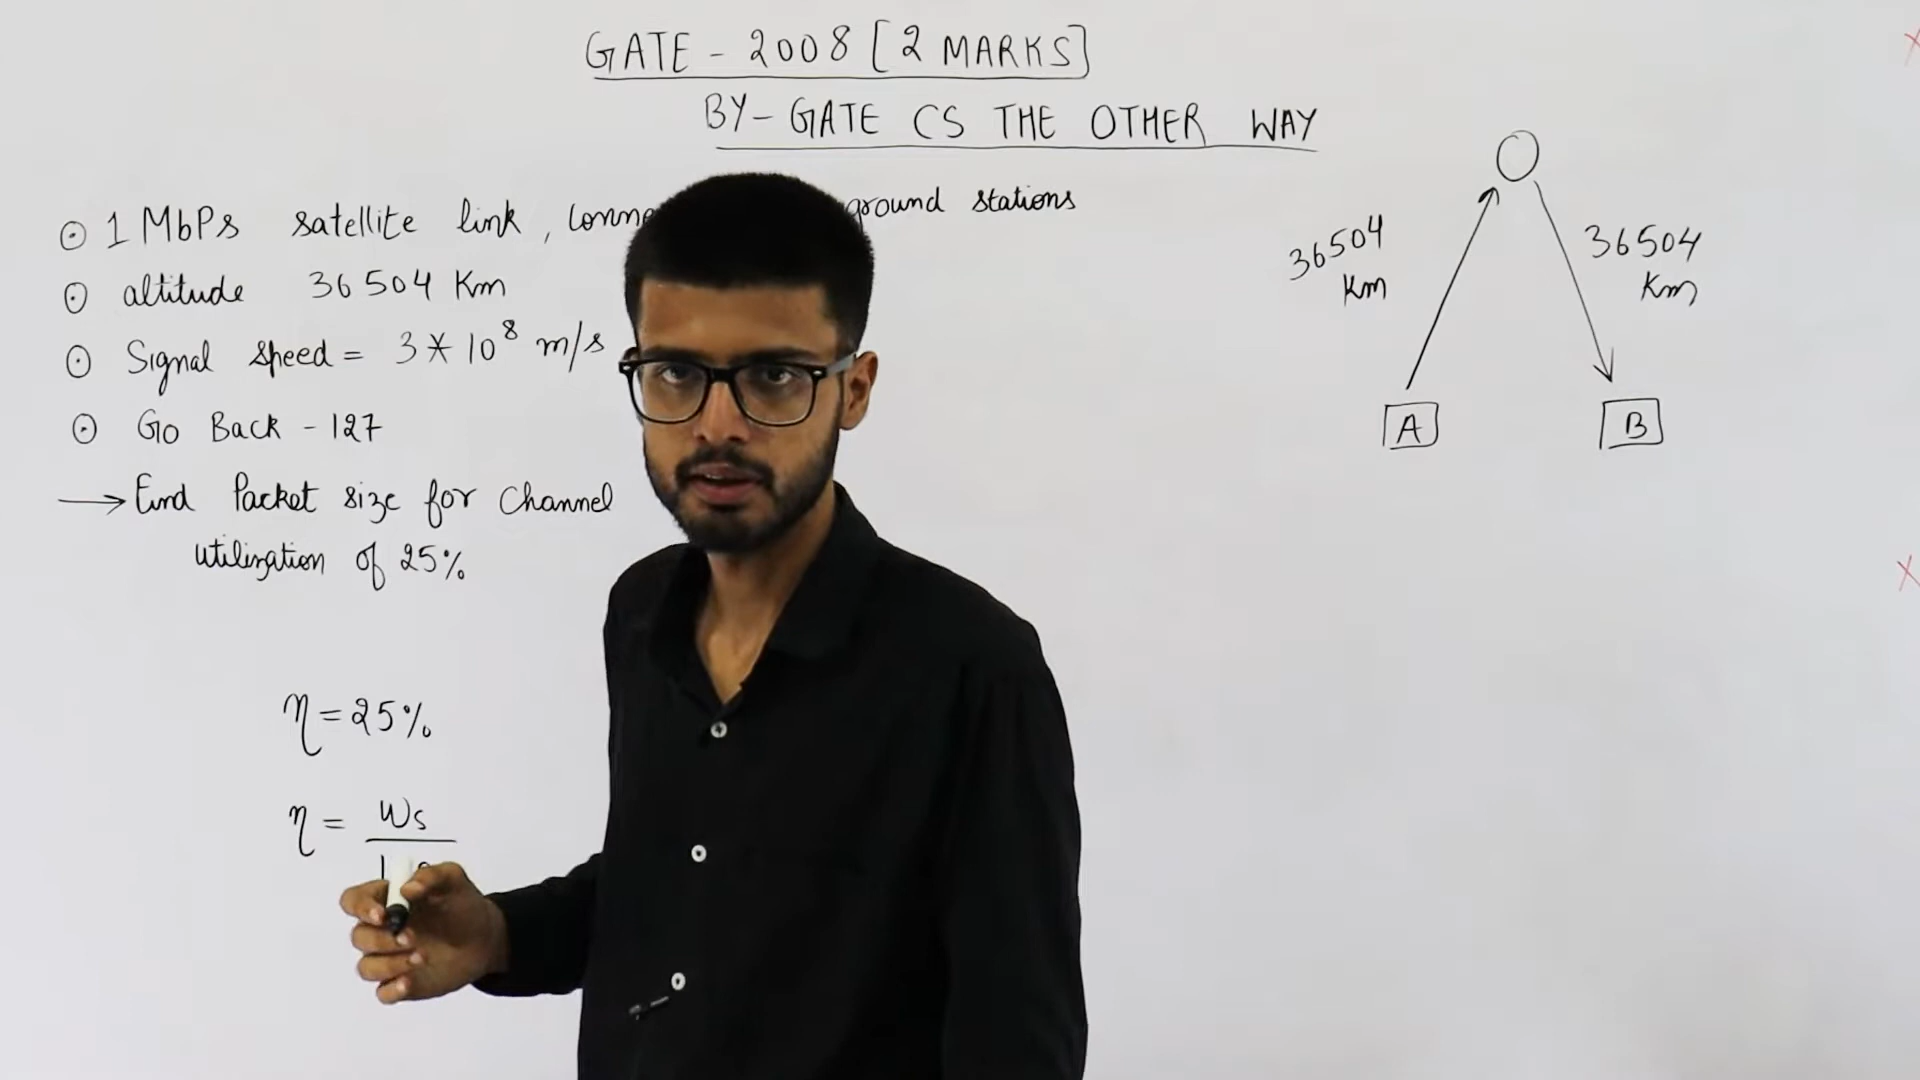 GATE - 2008 [2 MARKS]
BY- GATE CS THE OTHER WAY
⊙ 1 MbPs satellite link, ground stations
⊙ altitude 36504 Km
⊙ Signal speed = 3*10⁸ m/s
⊙ Go Back - 127
→ Find Packet size for Channel
utilization of 25%
η = 25%
η = Ws
36504
Km
36504
Km
A
B